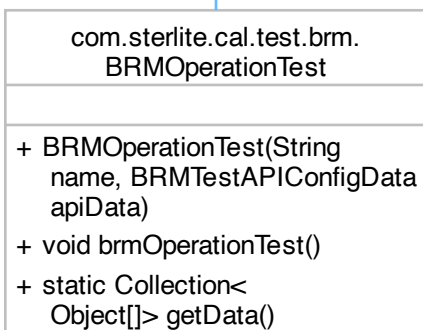 com.sterlite.cal.test.brm.
BRMOperationTest
+ BRMOperationTest(String
name, BRMTestAPIConfigData
apiData)
+ void brmOperationTest()
+ static Collection<
Object[]> getData()